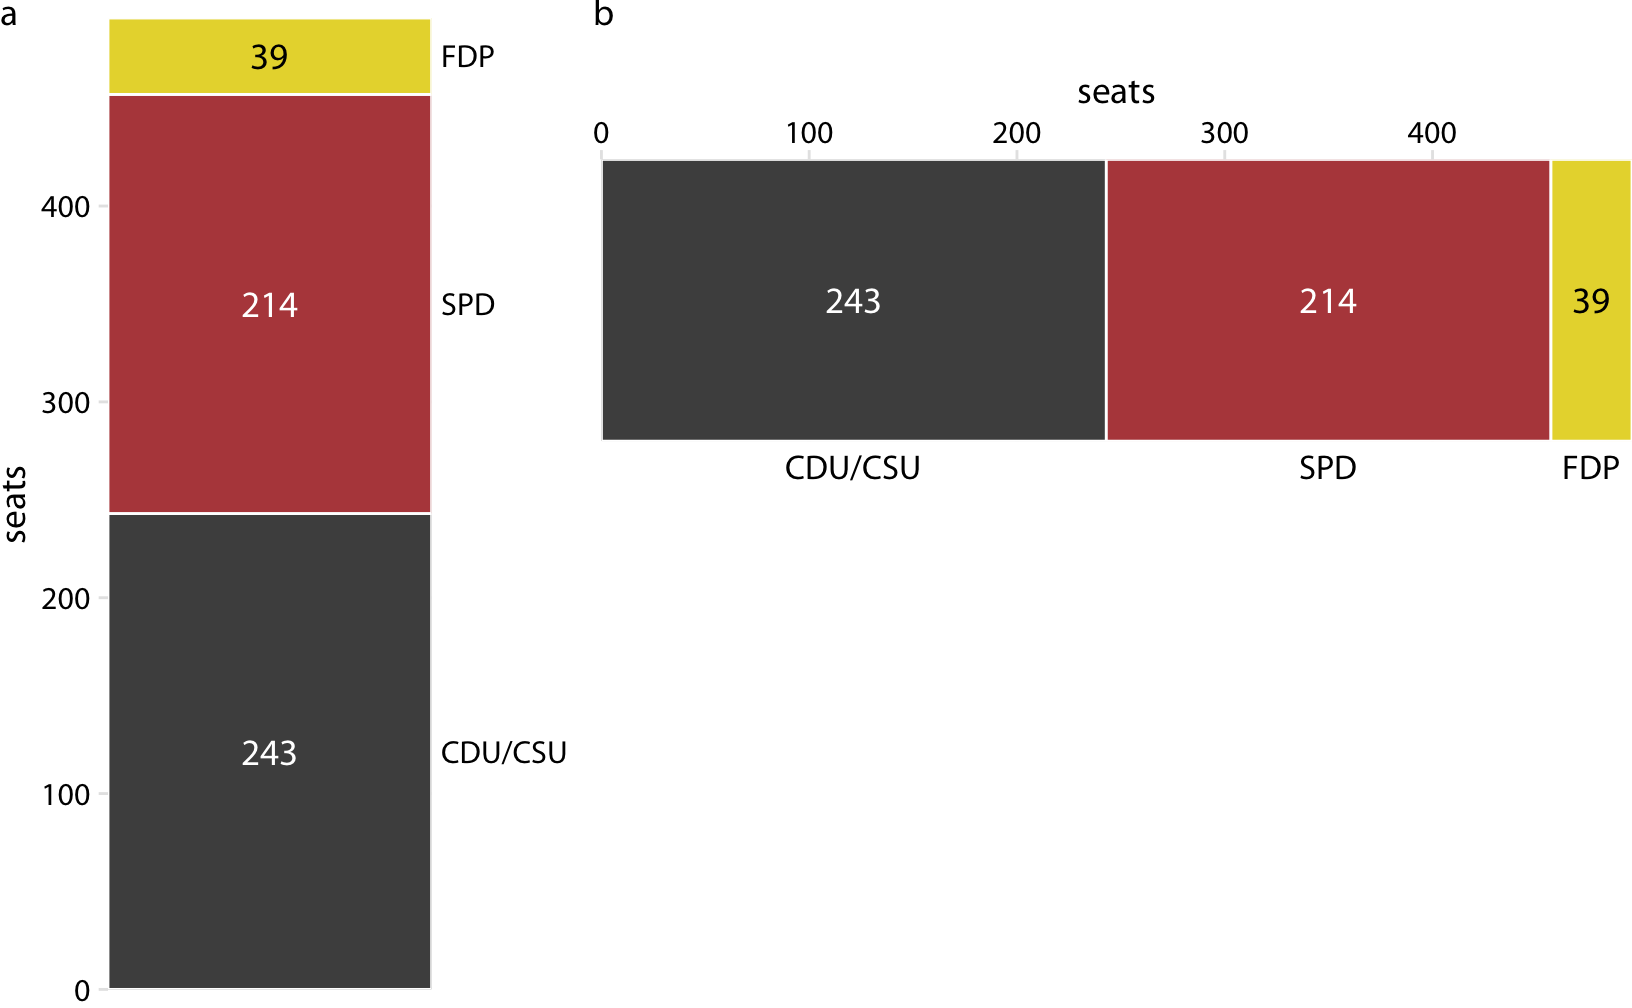 a
39
FDP
214
SPD
243
CDU/CSU
400
300
200
100
0
seats
b
seats
0 100 200 300 400
243 214 39
CDU/CSU SPD FDP